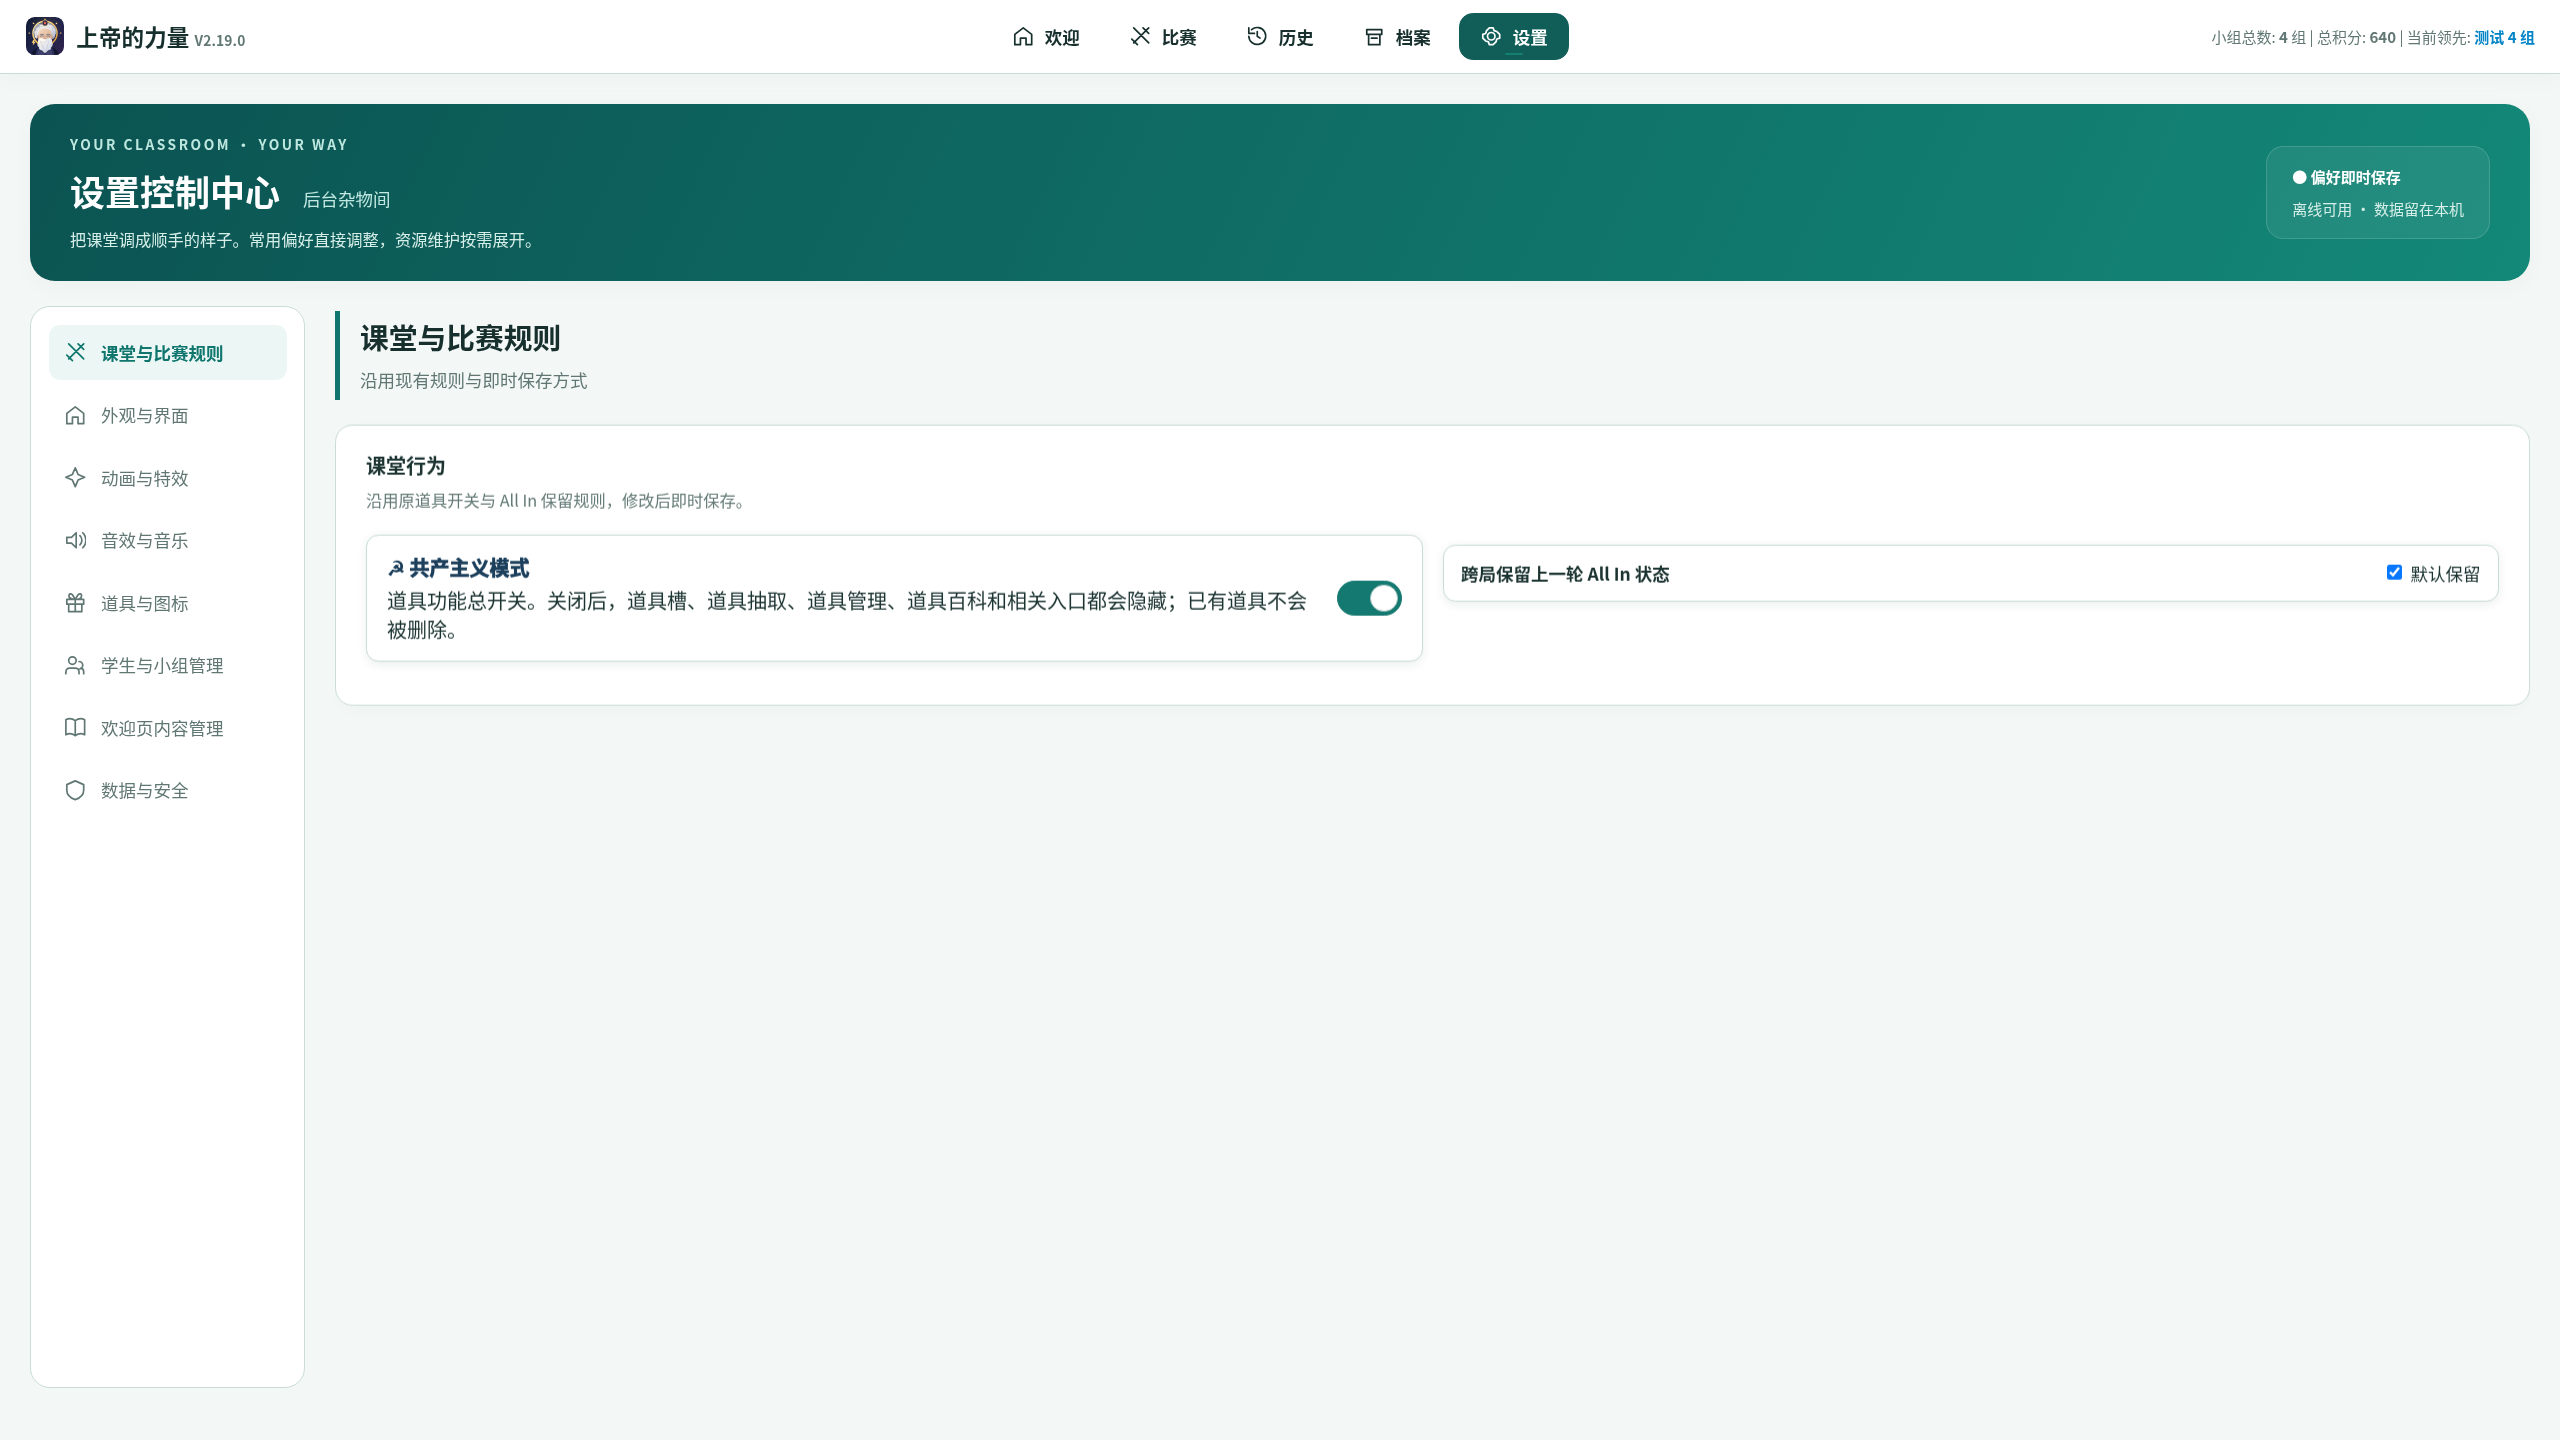 上帝的力量 V2.19.0
欢迎
比赛
历史
档案
设置
小组总数: 4 组 | 总积分: 640 | 当前领先: 测试 4 组
YOUR CLASSROOM · YOUR WAY
设置控制中心 后台杂物间
把课堂调成顺手的样子。常用偏好直接调整，资源维护按需展开。
● 偏好即时保存
离线可用 · 数据留在本机
课堂与比赛规则
外观与界面
动画与特效
音效与音乐
道具与图标
学生与小组管理
欢迎页内容管理
数据与安全
课堂与比赛规则
沿用现有规则与即时保存方式
课堂行为
沿用原道具开关与 All In 保留规则，修改后即时保存。
☭ 共产主义模式
道具功能总开关。关闭后，道具槽、道具抽取、道具管理、道具百科和相关入口都会隐藏；已有道具不会
被删除。
跨局保留上一轮 All In 状态
默认保留